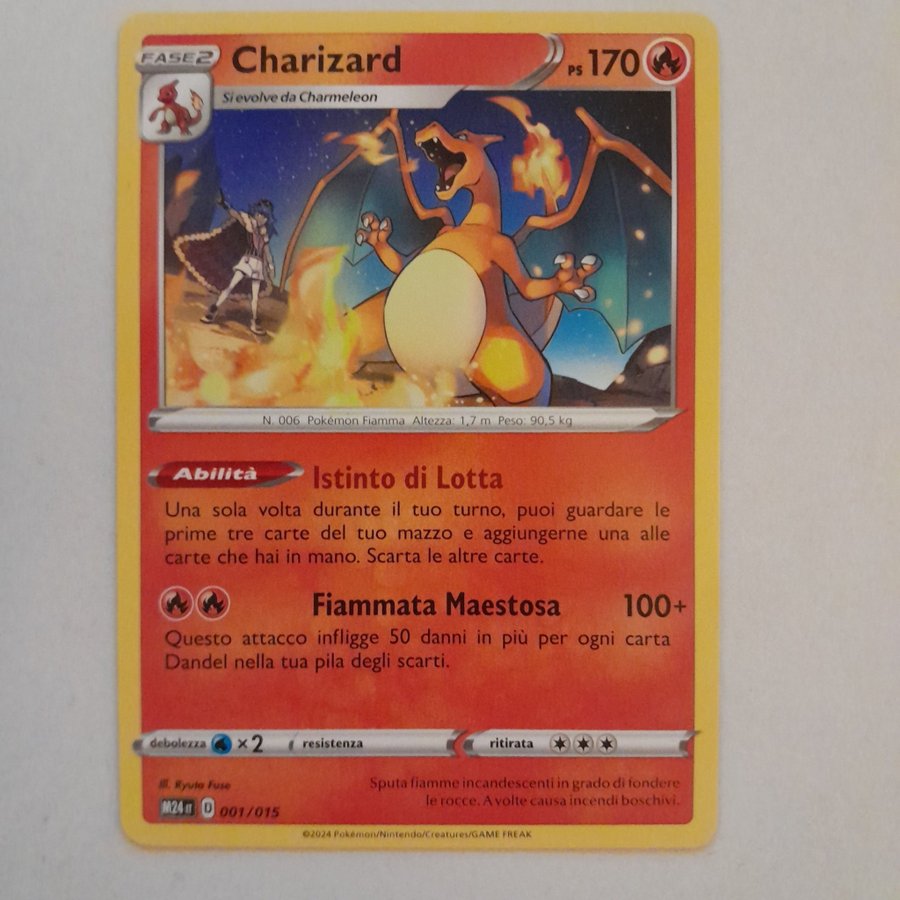 FASE 2 Charizard PS 170
Si evolve da Charmeleon
N. 006 Pokémon Fiamma Altezza: 1,7 m Peso: 90,5 kg
Abilità Istinto di Lotta
Una sola volta durante il tuo turno, puoi guardare le
prime tre carte del tuo mazzo e aggiungerne una alle
carte che hai in mano. Scarta le altre carte.
Fiammata Maestosa 100+
Questo attacco infligge 50 danni in più per ogni carta
Dandel nella tua pila degli scarti.
debolezza ×2 resistenza ritirata
Ill. Ryuta Fuse
Sputa fiamme incandescenti in grado di fondere
le rocce. A volte causa incendi boschivi.
M24 IT D 001/015
©2024 Pokémon/Nintendo/Creatures/GAME FREAK